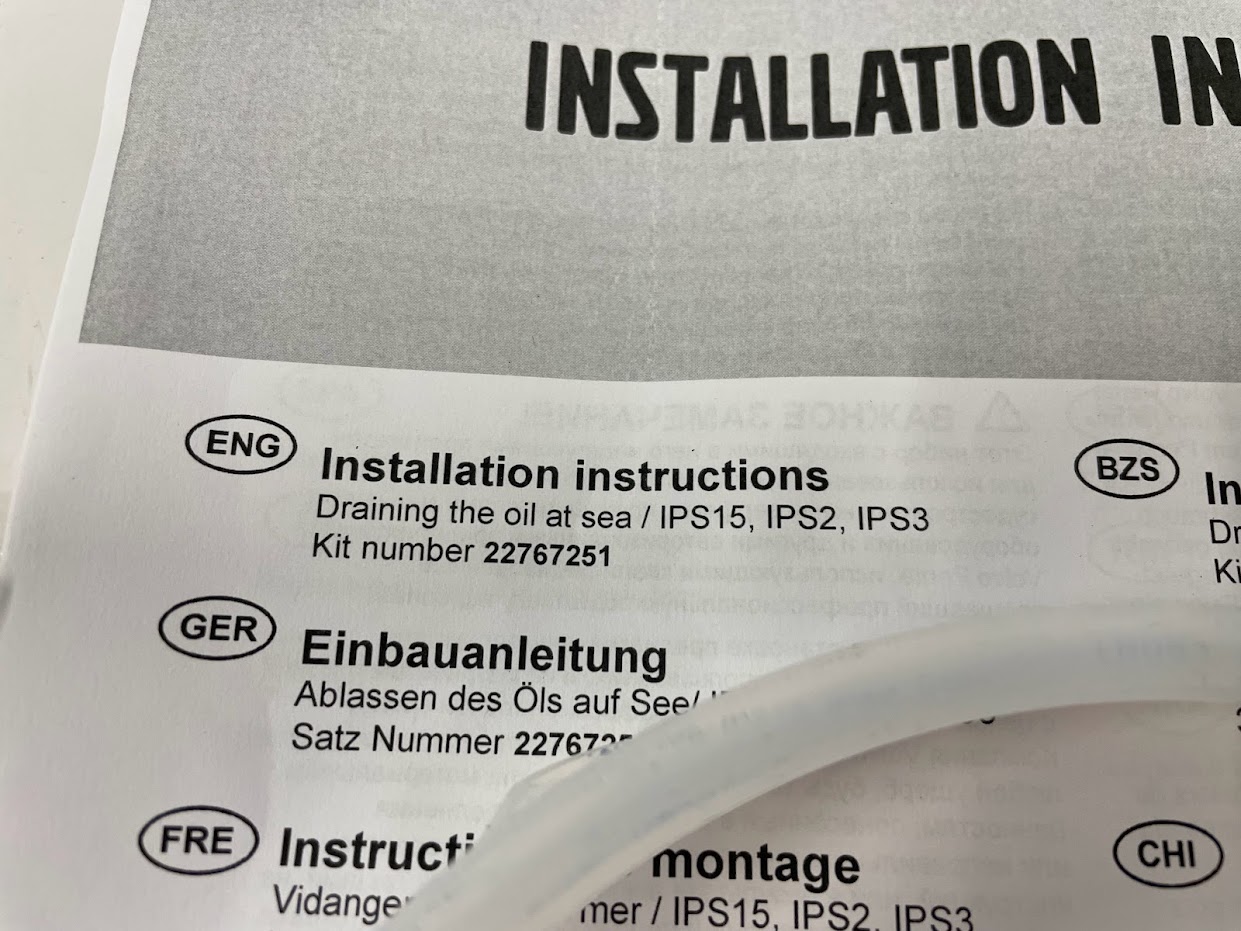 INSTALLATION IN
ENG
Installation instructions
Draining the oil at sea / IPS15, IPS2, IPS3
Kit number 22767251
GER
Einbauanleitung
Ablassen des Öls auf See/
Satz Nummer
FRE
montage
mer / IPS15, IPS2, IPS3
BZS
CHI